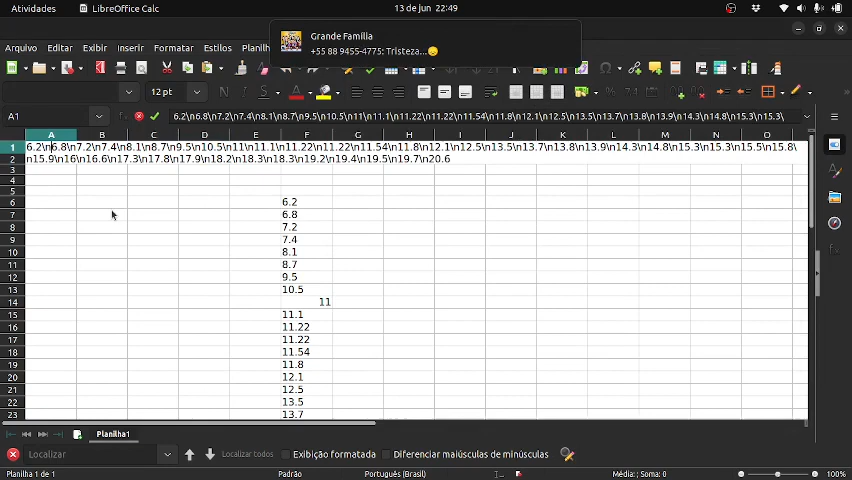 Atividades
LibreOffice Calc
13 de jun 22:49
Grande Família
+55 88 9455-4775: Tristeza...😞
Arquivo Editar Exibir Inserir Formatar Estilos Planilh
12 pt
A1
6.2\n6.8\n7.2\n7.4\n8.1\n8.7\n9.5\n10.5\n11\n11.1\n11.22\n11.22\n11.54\n11.8\n12.1\n12.5\n13.5\n13.7\n13.8\n13.9\n14.3\n14.8\n15.3\n15.3\
A B C D E F G H I J K L M N O
1 6.2\n6.8\n7.2\n7.4\n8.1\n8.7\n9.5\n10.5\n11\n11.1\n11.22\n11.22\n11.54\n11.8\n12.1\n12.5\n13.5\n13.7\n13.8\n13.9\n14.3\n14.8\n15.3\n15.3\n15.5\n15.8\
2 n15.9\n16\n16.6\n17.3\n17.8\n17.9\n18.2\n18.3\n18.3\n19.2\n19.4\n19.5\n19.7\n20.6
3
4
5
6 6.2
7 6.8
8 7.2
9 7.4
10 8.1
11 8.7
12 9.5
13 10.5
14 11
15 11.1
16 11.22
17 11.22
18 11.54
19 11.8
20 12.1
21 12.5
22 13.5
23 13.7
Planilha1
Localizar Localizar todos Exibição formatada Diferenciar maiúsculas de minúsculas
Planilha 1 de 1 Padrão Português (Brasil) Média: ; Soma: 0 100%